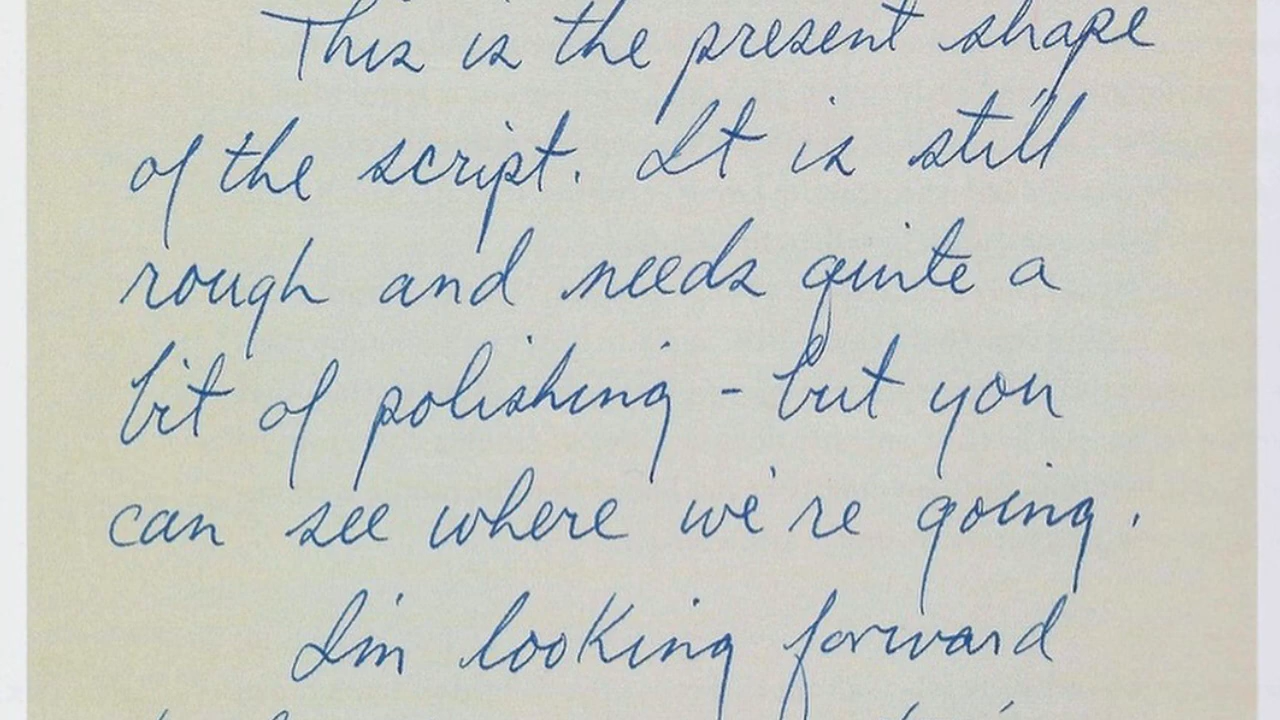 This is the present shape
of the script. It is still
rough and needs quite a
bit of polishing - but you
can see where we're going.
I'm looking forward